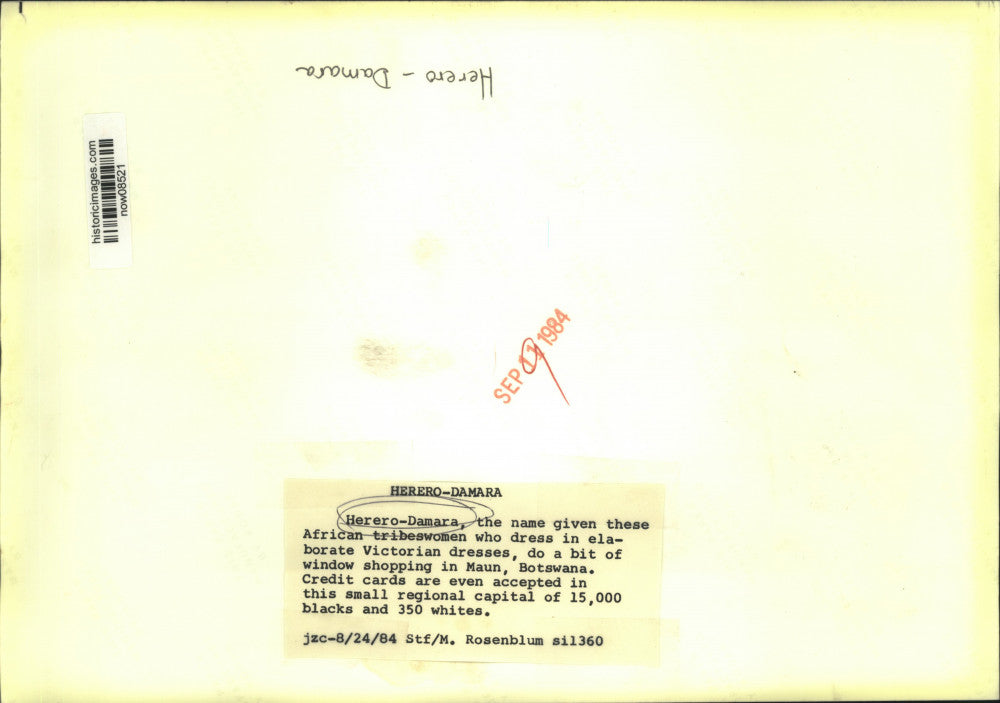 Herero - Damara
historicimages.com
now08521
SEP 11 1984
HERERO-DAMARA
Herero-Damara, the name given these
African tribeswomen who dress in ela-
borate Victorian dresses, do a bit of
window shopping in Maun, Botswana.
Credit cards are even accepted in
this small regional capital of 15,000
blacks and 350 whites.
jzc-8/24/84 Stf/M. Rosenblum sil360